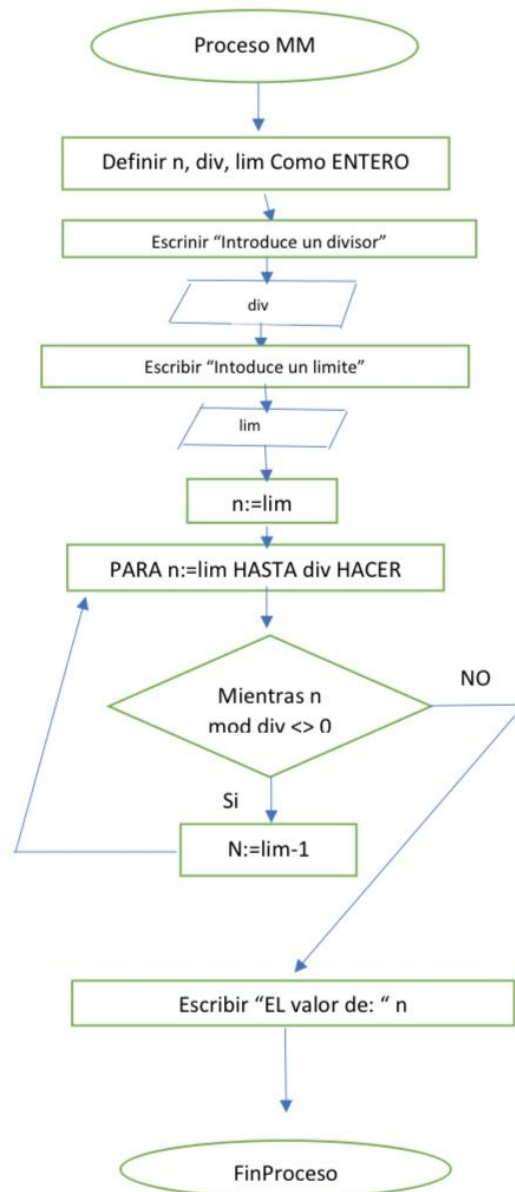 Proceso MM
Definir n, div, lim Como ENTERO
Escrinir “Introduce un divisor”
div
Escribir “Intoduce un limite”
lim
n:=lim
PARA n:=lim HASTA div HACER
Mientras n
mod div <> 0
NO
Si
N:=lim-1
Escribir “EL valor de: “ n
FinProceso